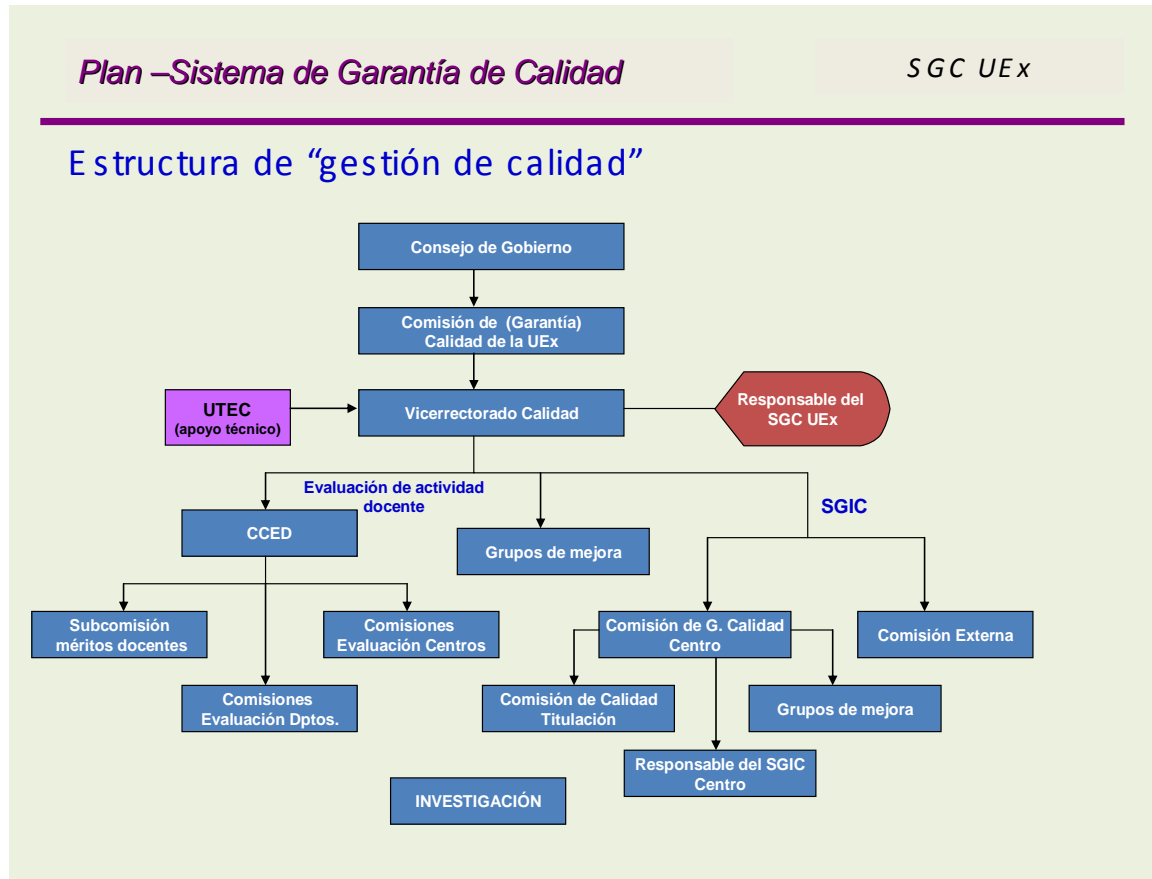 Plan –Sistema de Garantía de Calidad
SGC UEx
Estructura de “gestión de calidad”
Consejo de Gobierno
Comisión de (Garantía)
Calidad de la UEx
UTEC
(apoyo técnico)
Vicerrectorado Calidad
Responsable del
SGC UEx
Evaluación de actividad
docente
SGIC
CCED
Grupos de mejora
Subcomisión
méritos docentes
Comisiones
Evaluación Centros
Comisión de G. Calidad
Centro
Comisión Externa
Comisiones
Evaluación Dptos.
Comisión de Calidad
Titulación
Grupos de mejora
Responsable del SGIC
Centro
INVESTIGACIÓN